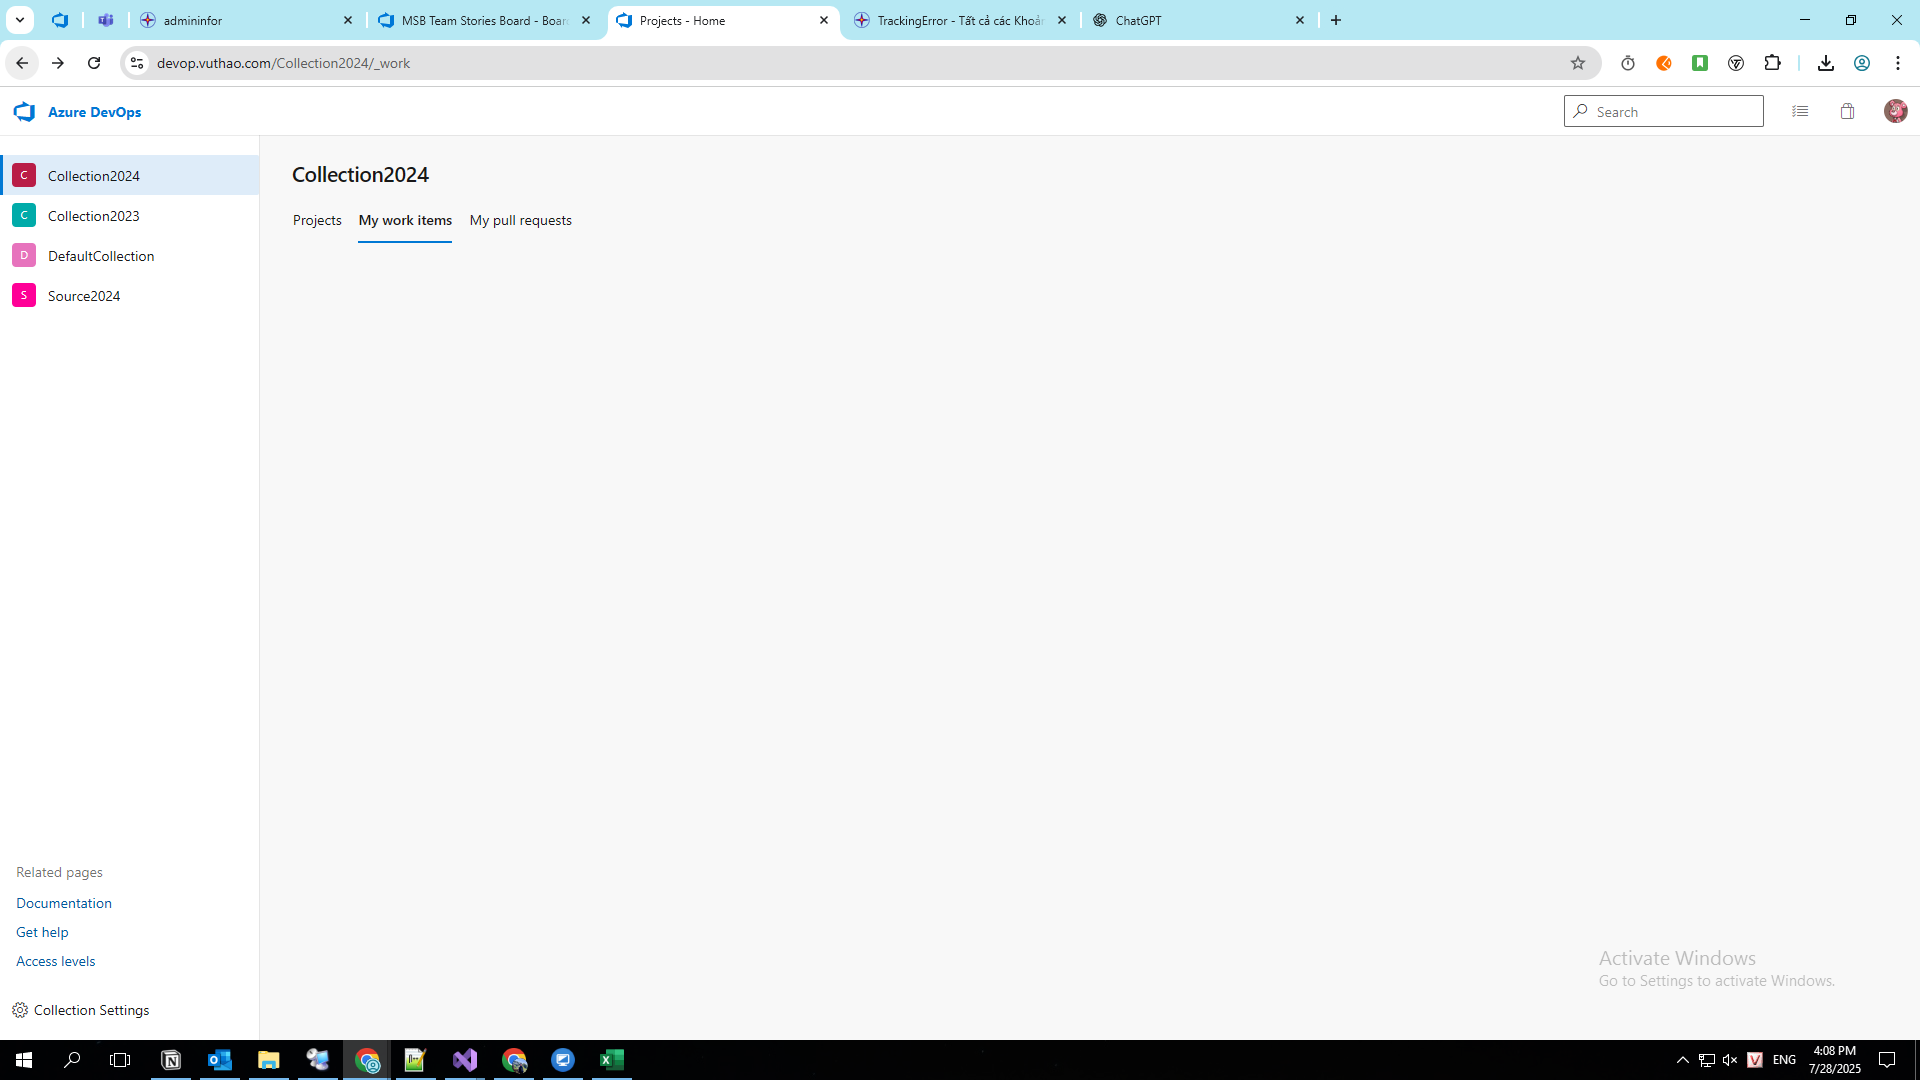 admininfor
MSB Team Stories Board - Boar
Projects - Home
TrackingError - Tất cả các Khoản
ChatGPT
devop.vuthao.com/Collection2024/_work
Azure DevOps
Search
C Collection2024
C Collection2023
D DefaultCollection
S Source2024
Collection2024
Projects My work items My pull requests
Related pages
Documentation
Get help
Access levels
Collection Settings
Activate Windows
Go to Settings to activate Windows.
ENG
4:08 PM
7/28/2025